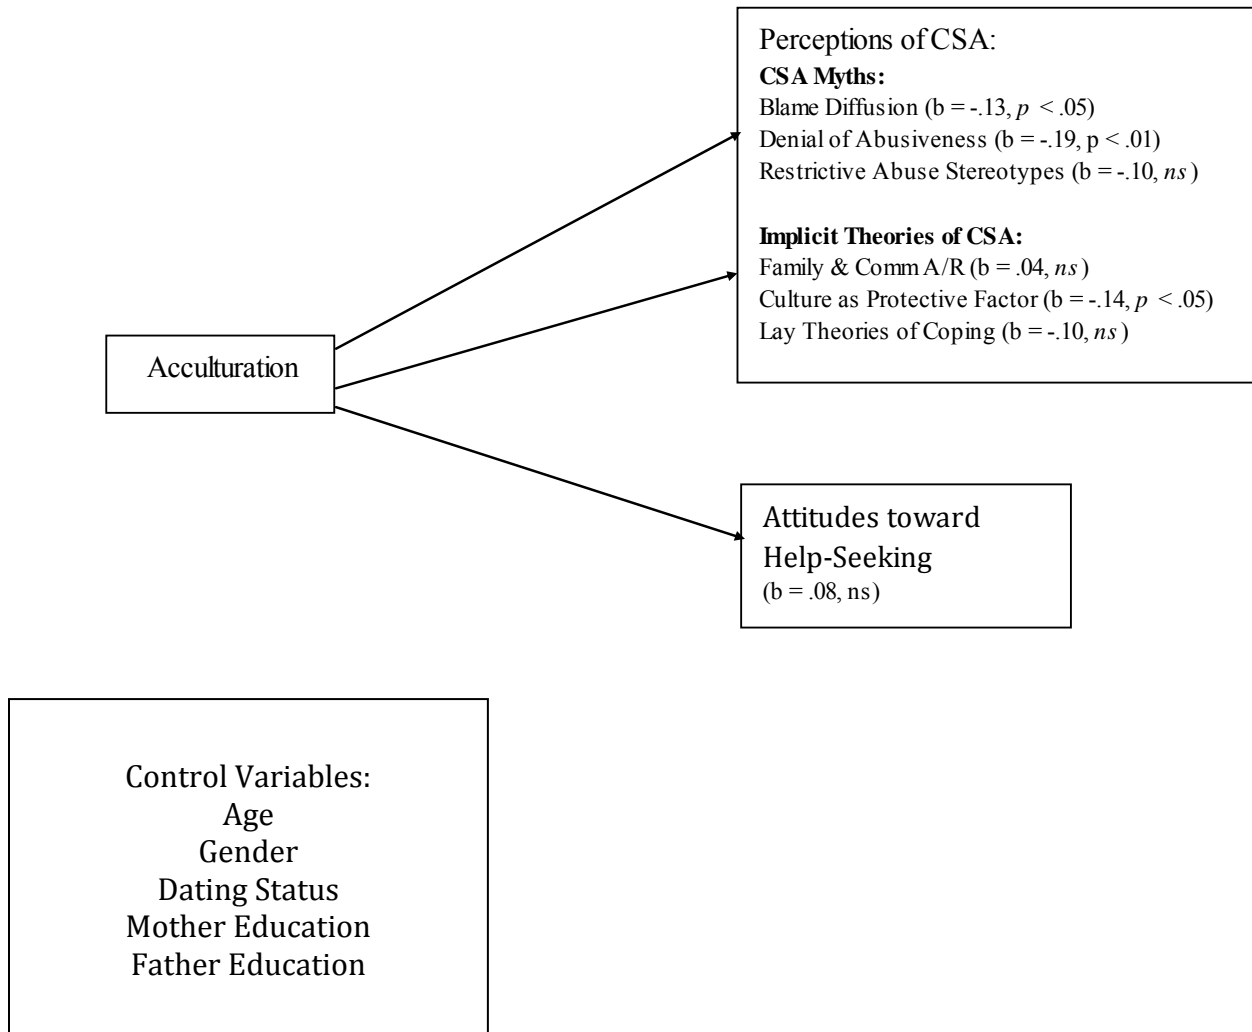 Perceptions of CSA:
CSA Myths:
Blame Diffusion (b = -.13, p < .05)
Denial of Abusiveness (b = -.19, p < .01)
Restrictive Abuse Stereotypes (b = -.10, ns)
Implicit Theories of CSA:
Family & Comm A/R (b = .04, ns)
Culture as Protective Factor (b = -.14, p < .05)
Lay Theories of Coping (b = -.10, ns)
Acculturation
Attitudes toward
Help-Seeking
(b = .08, ns)
Control Variables:
Age
Gender
Dating Status
Mother Education
Father Education